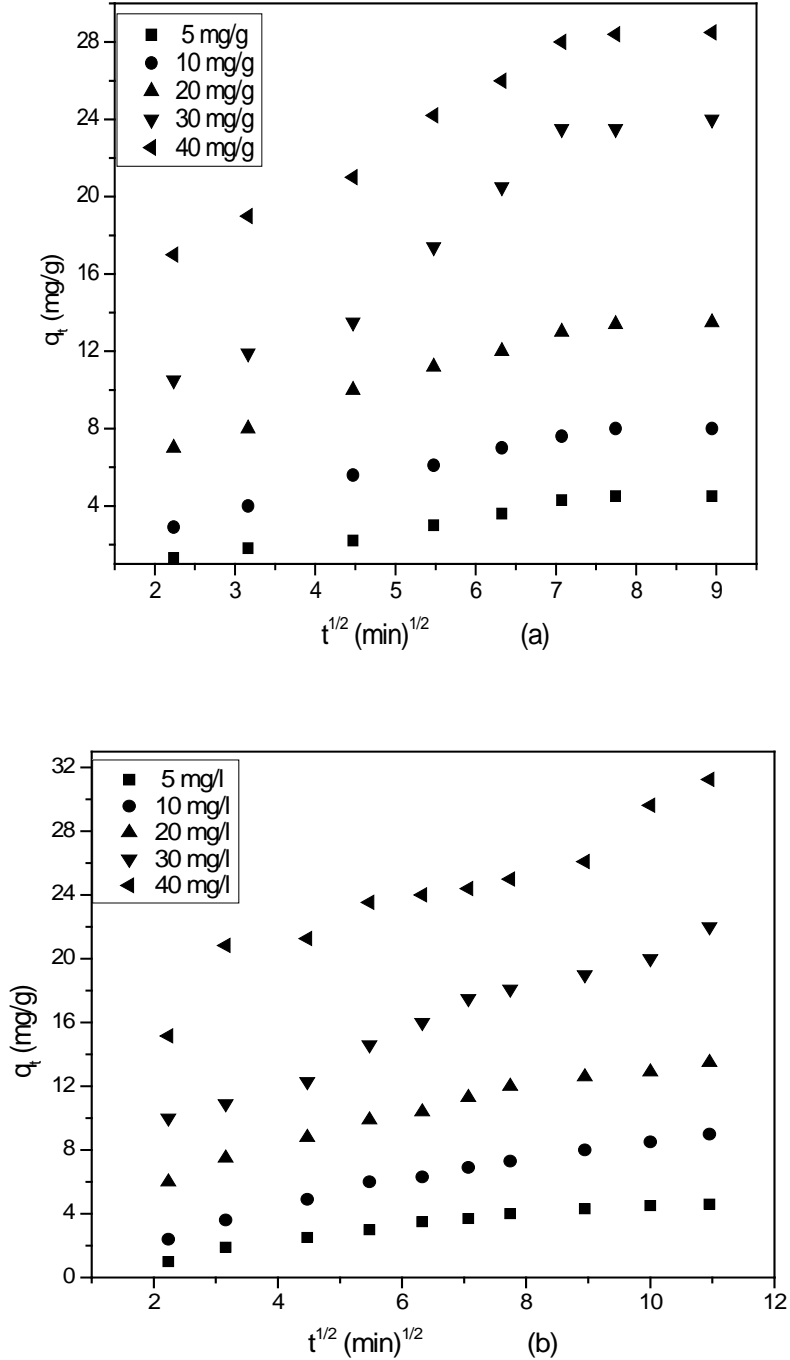 28
24
20
16
12
8
4
q_t (mg/g)
5 mg/g
10 mg/g
20 mg/g
30 mg/g
40 mg/g
2 3 4 5 6 7 8 9
t^1/2 (min)^1/2 (a)
32
28
24
20
16
12
8
4
0
q_t (mg/g)
5 mg/l
10 mg/l
20 mg/l
30 mg/l
40 mg/l
2 4 6 8 10 12
t^1/2 (min)^1/2 (b)